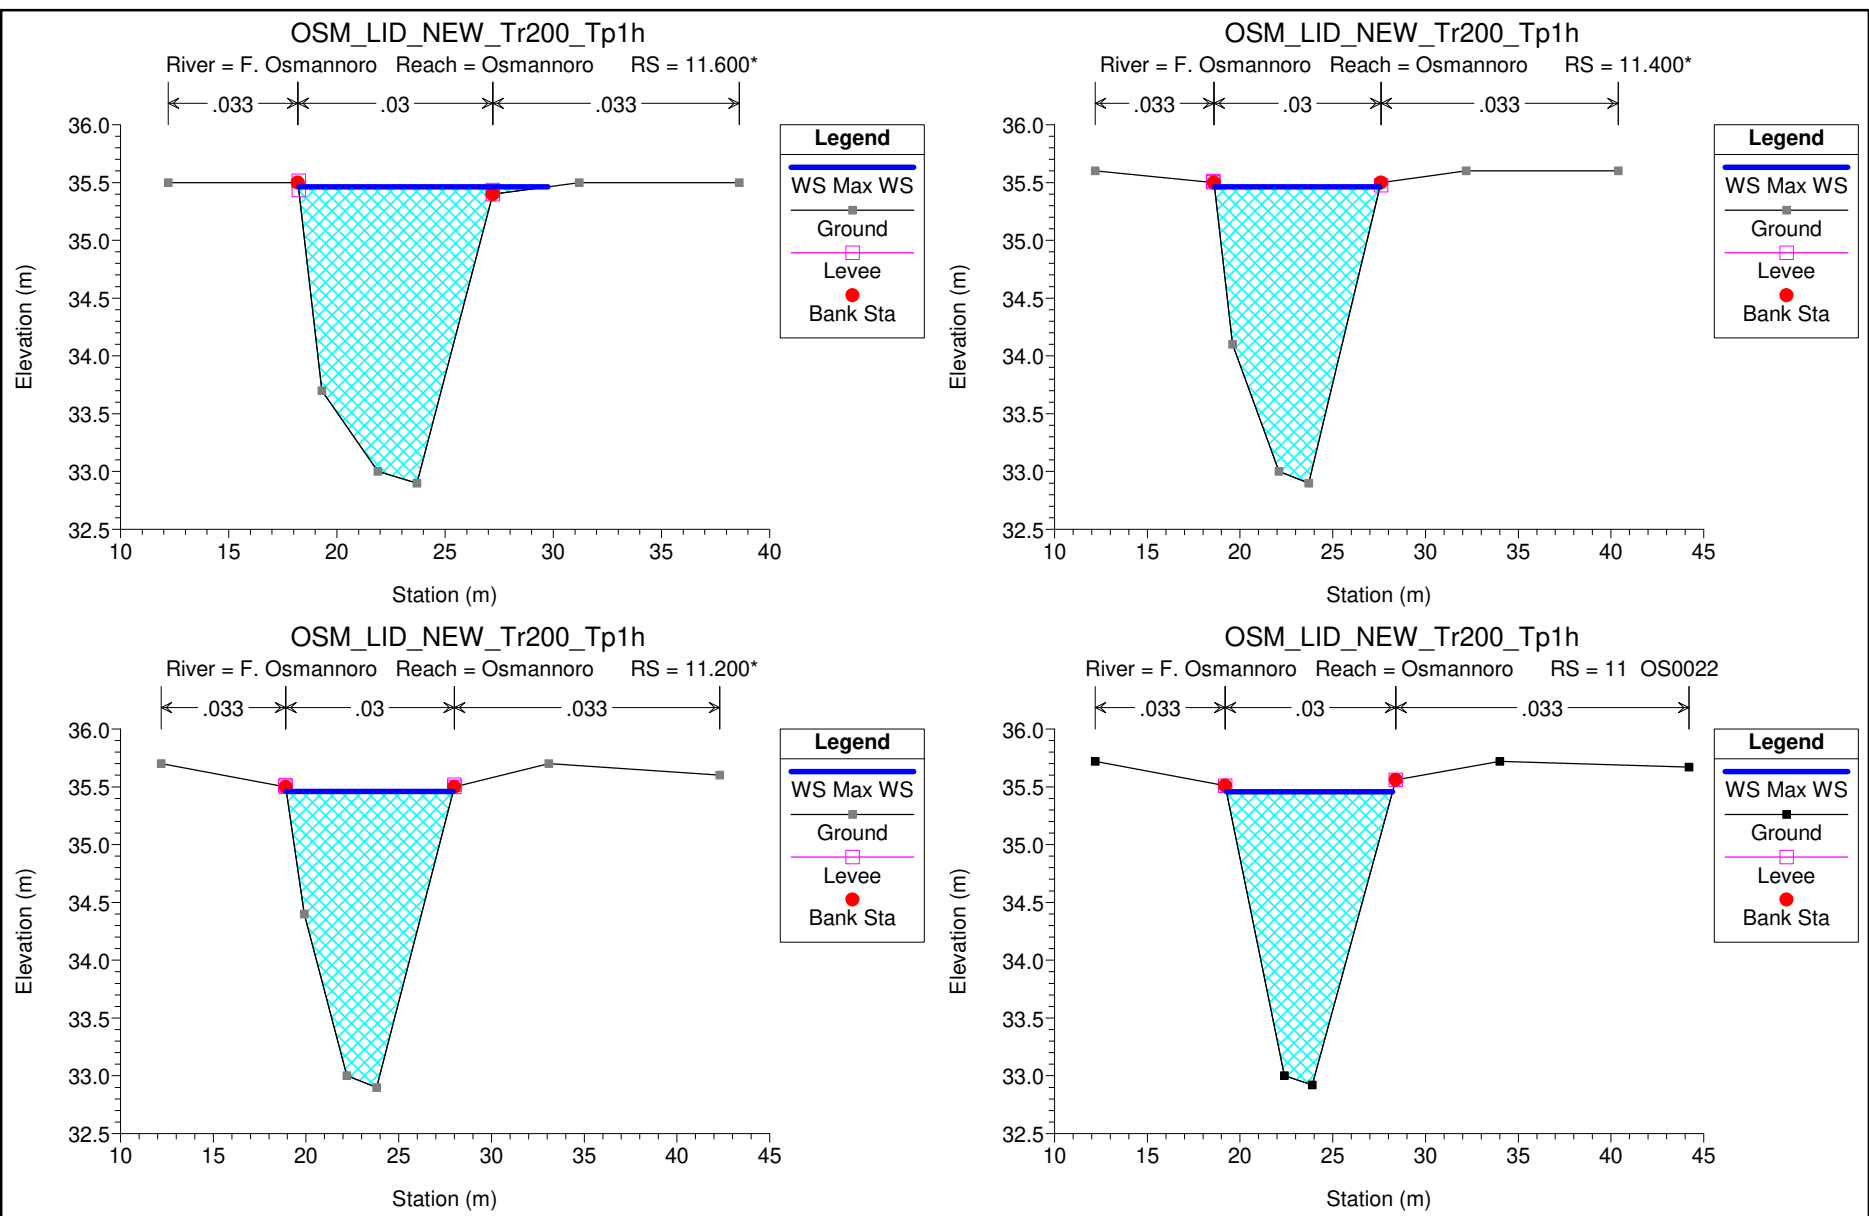 OSM_LID_NEW_Tr200_Tp1h
River = F. Osmannoro Reach = Osmannoro RS = 11.600*
.033 .03 .033
36.0
35.5
35.0
34.5
34.0
33.5
33.0
32.5
Elevation (m)
10 15 20 25 30 35 40
Station (m)
Legend
WS Max WS
Ground
Levee
Bank Sta
OSM_LID_NEW_Tr200_Tp1h
River = F. Osmannoro Reach = Osmannoro RS = 11.400*
.033 .03 .033
36.0
35.5
35.0
34.5
34.0
33.5
33.0
32.5
Elevation (m)
10 15 20 25 30 35 40 45
Station (m)
Legend
WS Max WS
Ground
Levee
Bank Sta
OSM_LID_NEW_Tr200_Tp1h
River = F. Osmannoro Reach = Osmannoro RS = 11.200*
.033 .03 .033
36.0
35.5
35.0
34.5
34.0
33.5
33.0
32.5
Elevation (m)
10 15 20 25 30 35 40 45
Station (m)
Legend
WS Max WS
Ground
Levee
Bank Sta
OSM_LID_NEW_Tr200_Tp1h
River = F. Osmannoro Reach = Osmannoro RS = 11 OS0022
.033 .03 .033
36.0
35.5
35.0
34.5
34.0
33.5
33.0
32.5
Elevation (m)
10 15 20 25 30 35 40 45
Station (m)
Legend
WS Max WS
Ground
Levee
Bank Sta